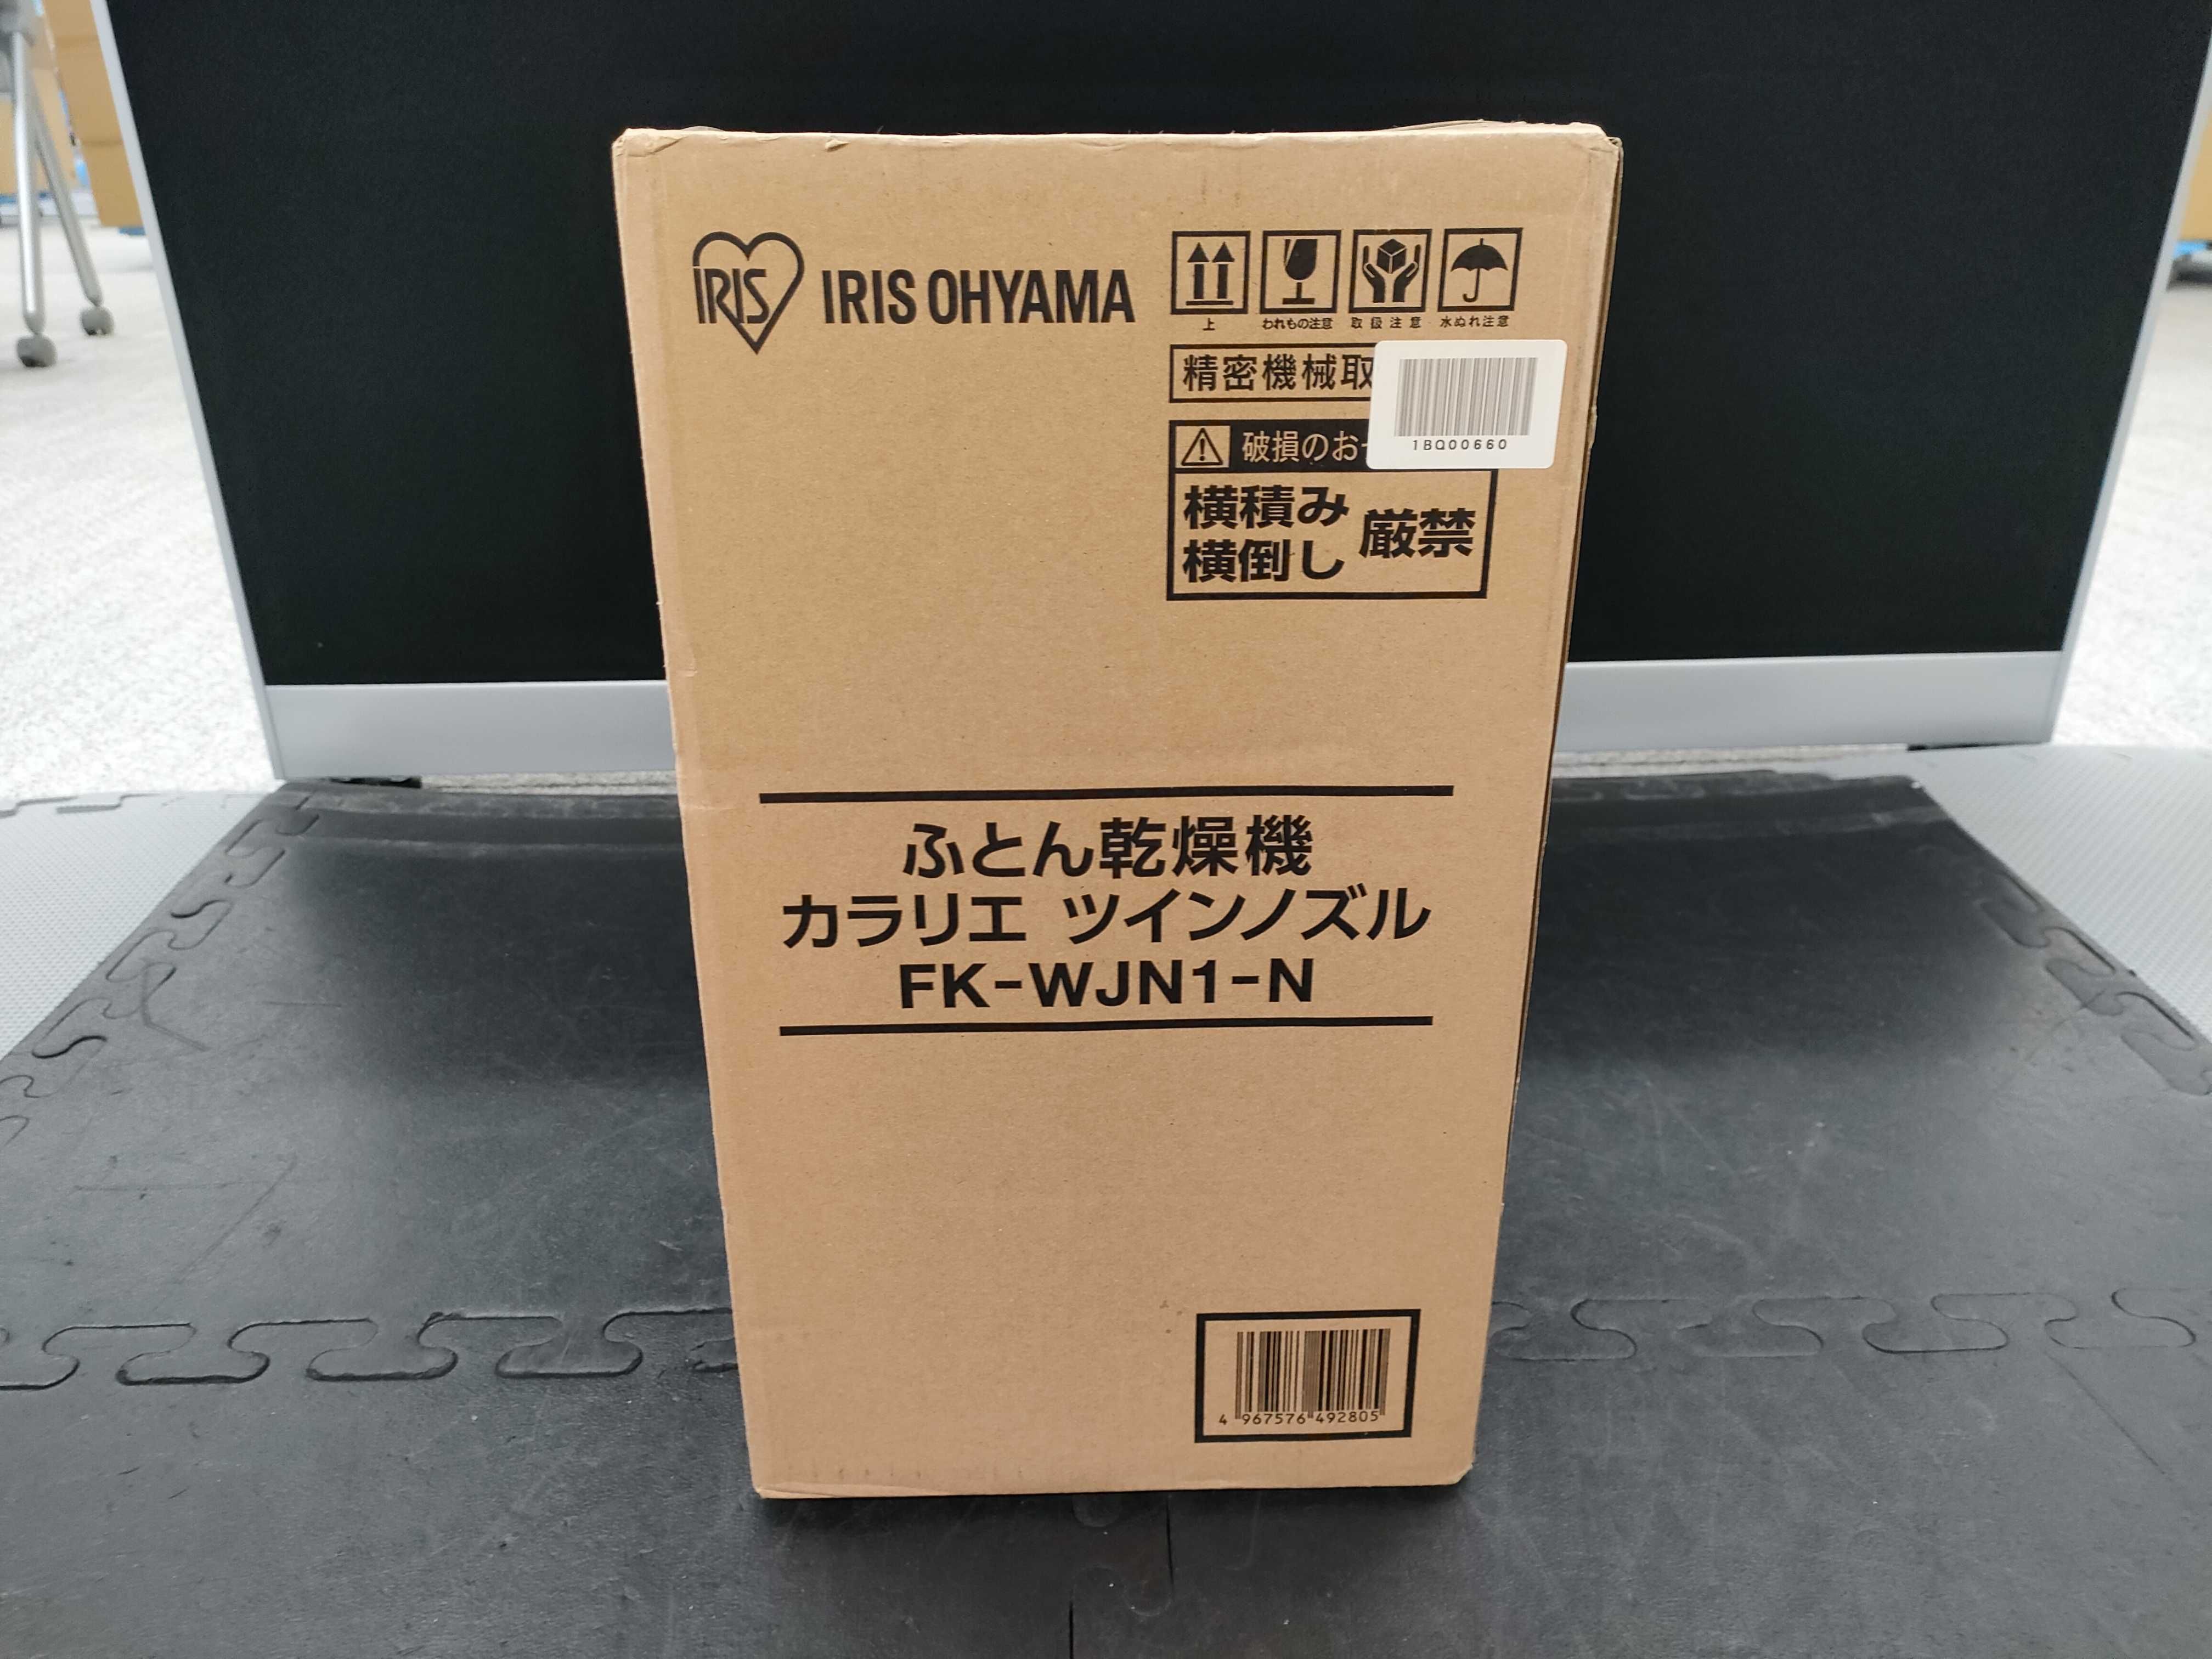 IRIS
IRIS OHYAMA
上
われもの注意
取扱注意
水ぬれ注意
精密機械取
1BQ00660
破損のお
横積み
横倒し
厳禁
ふとん乾燥機
カラリエ ツインノズル
FK-WJN1-N
4 967576 492805